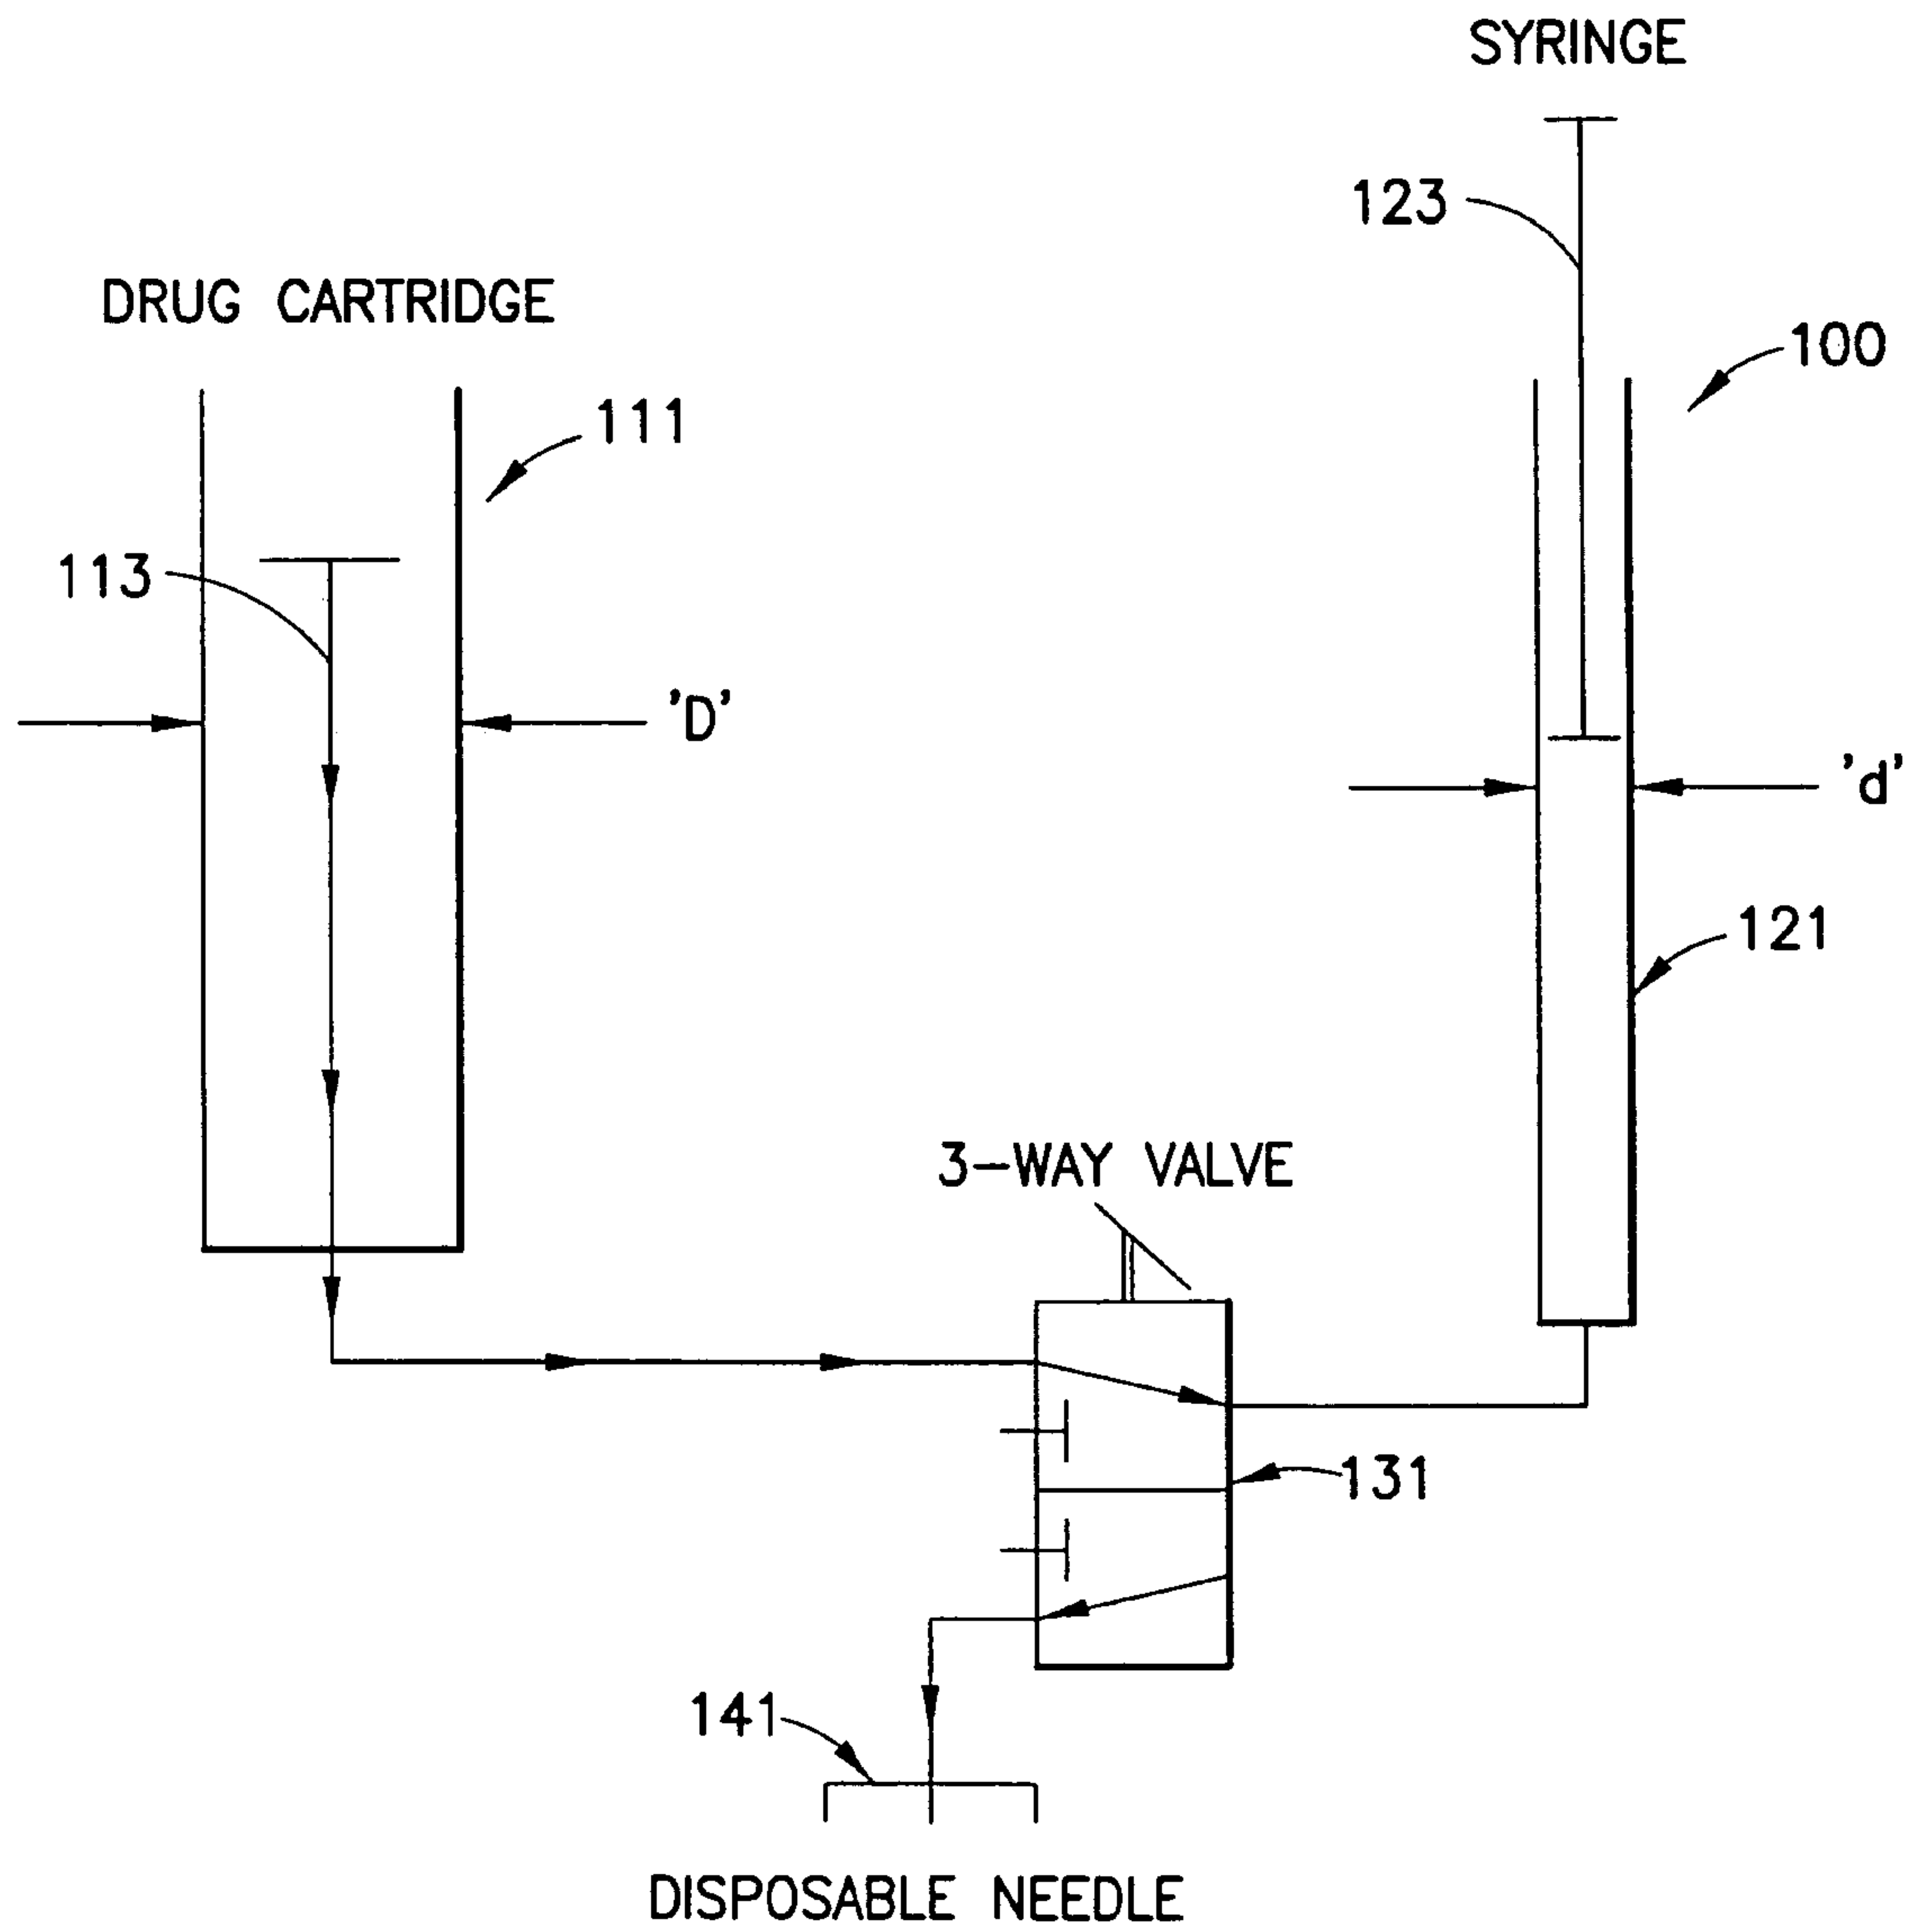 SYRINGE
123
DRUG CARTRIDGE
100
111
113
'D'
'd'
121
3-WAY VALVE
131
141
DISPOSABLE NEEDLE